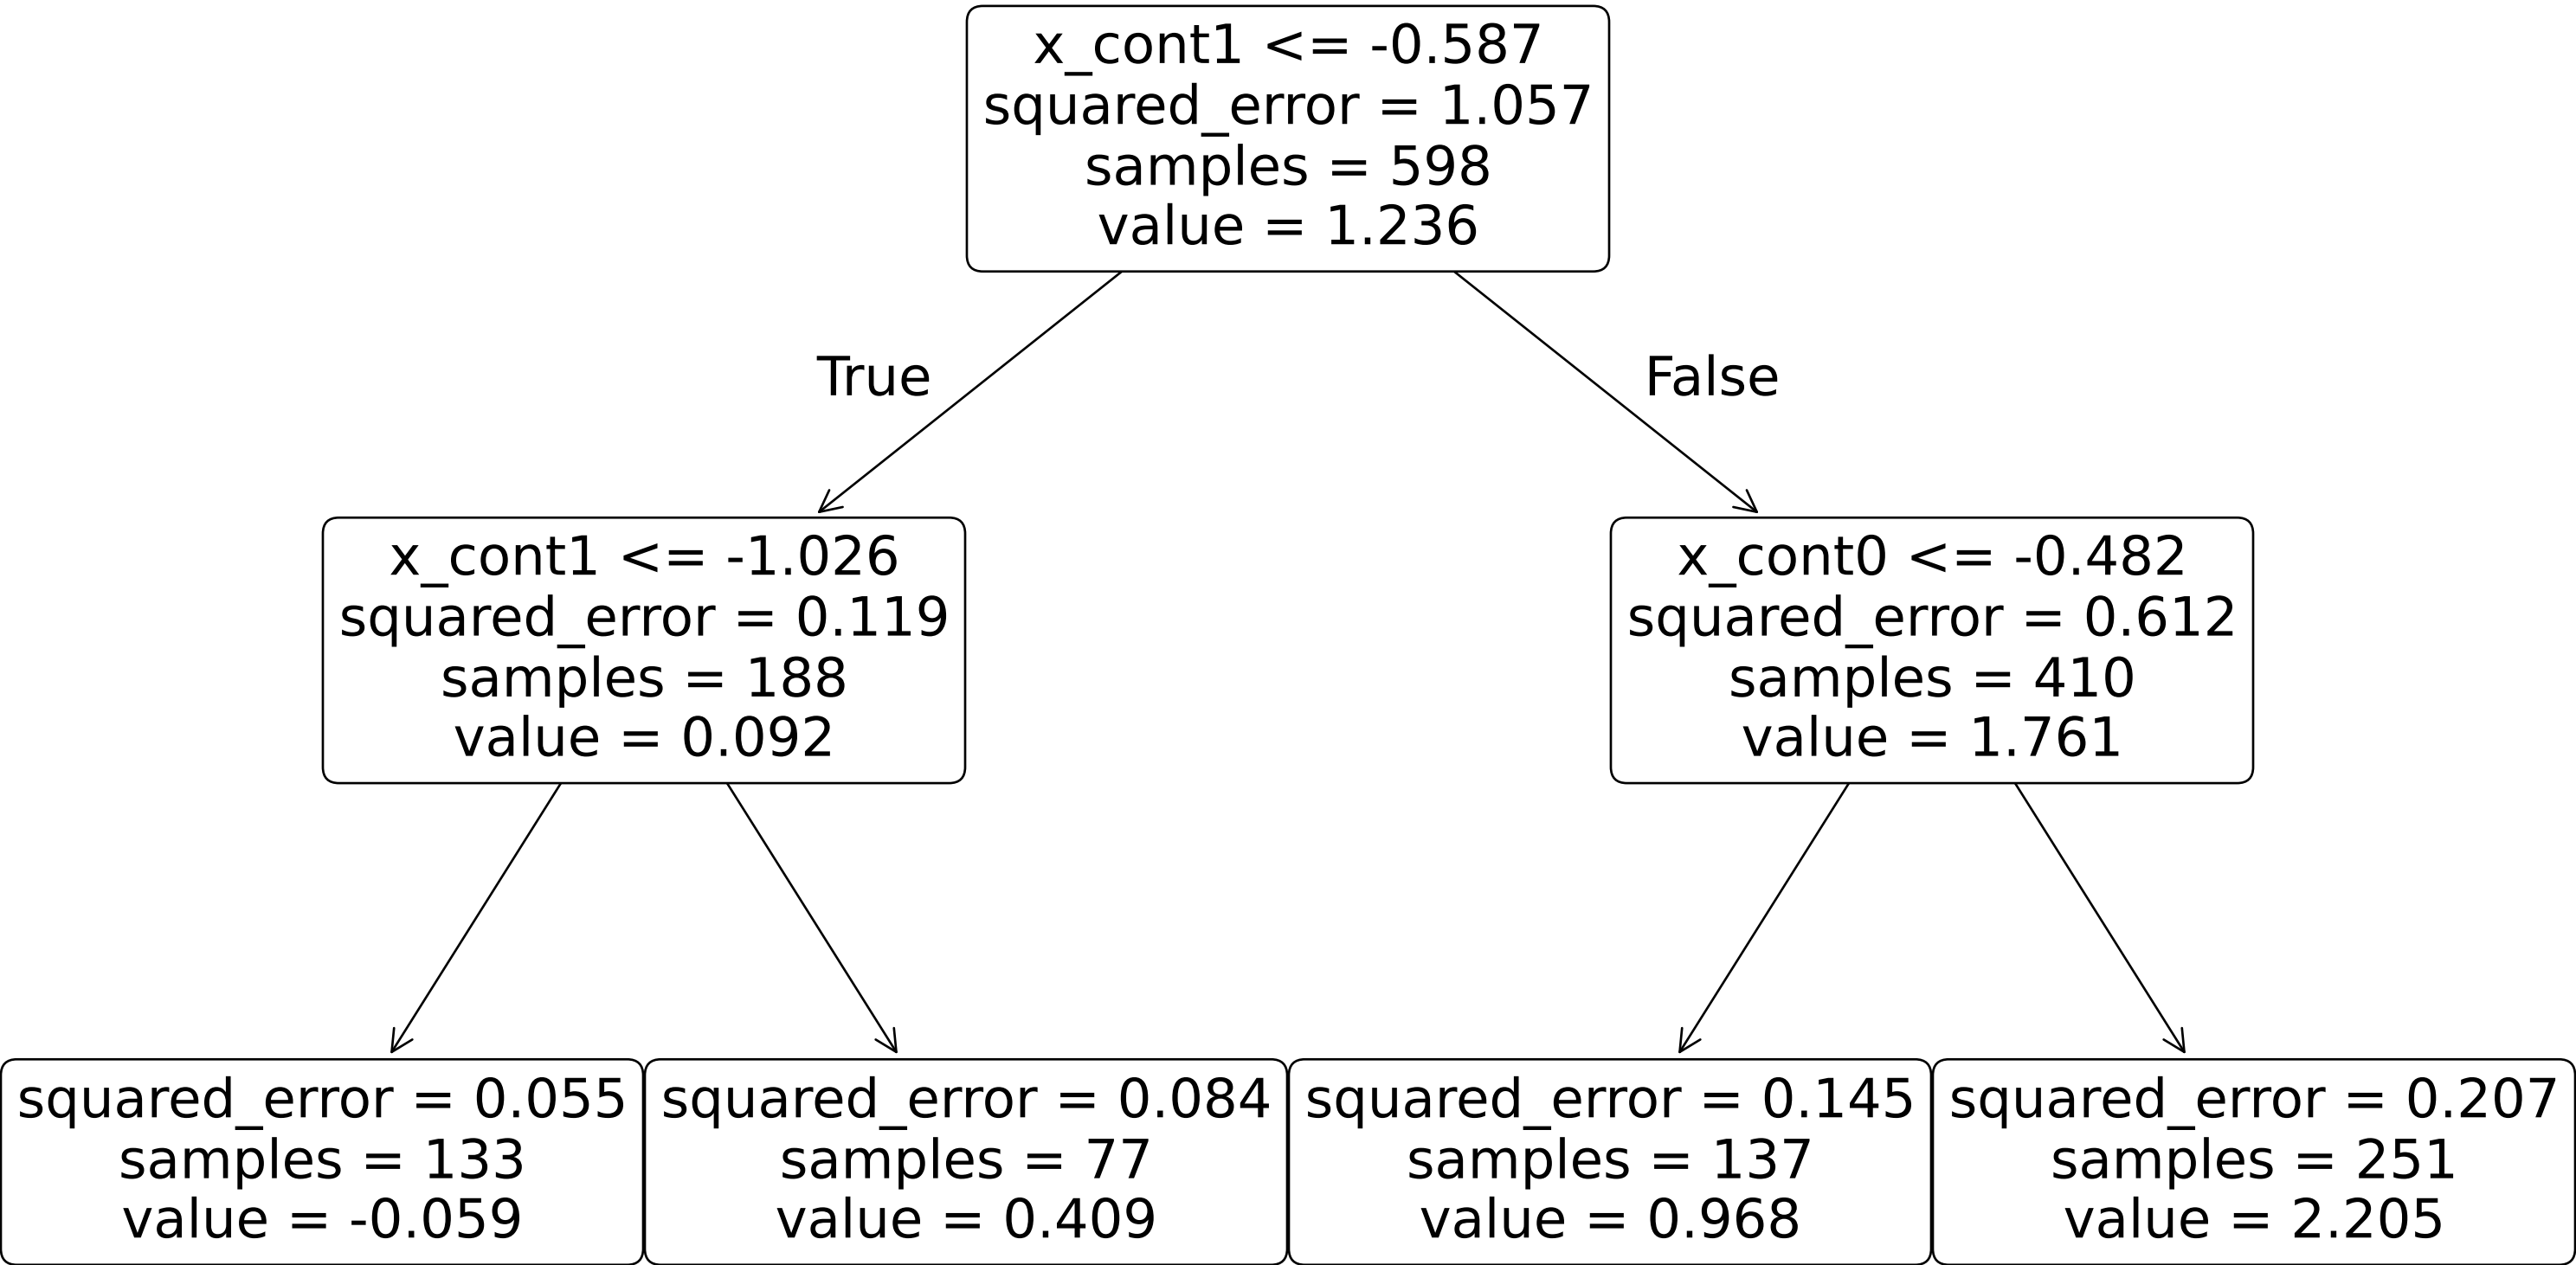 x_cont1 <= -0.587
squared_error = 1.057
samples = 598
value = 1.236
True
False
x_cont1 <= -1.026
squared_error = 0.119
samples = 188
value = 0.092
x_cont0 <= -0.482
squared_error = 0.612
samples = 410
value = 1.761
squared_error = 0.055
samples = 133
value = -0.059
squared_error = 0.084
samples = 77
value = 0.409
squared_error = 0.145
samples = 137
value = 0.968
squared_error = 0.207
samples = 251
value = 2.205